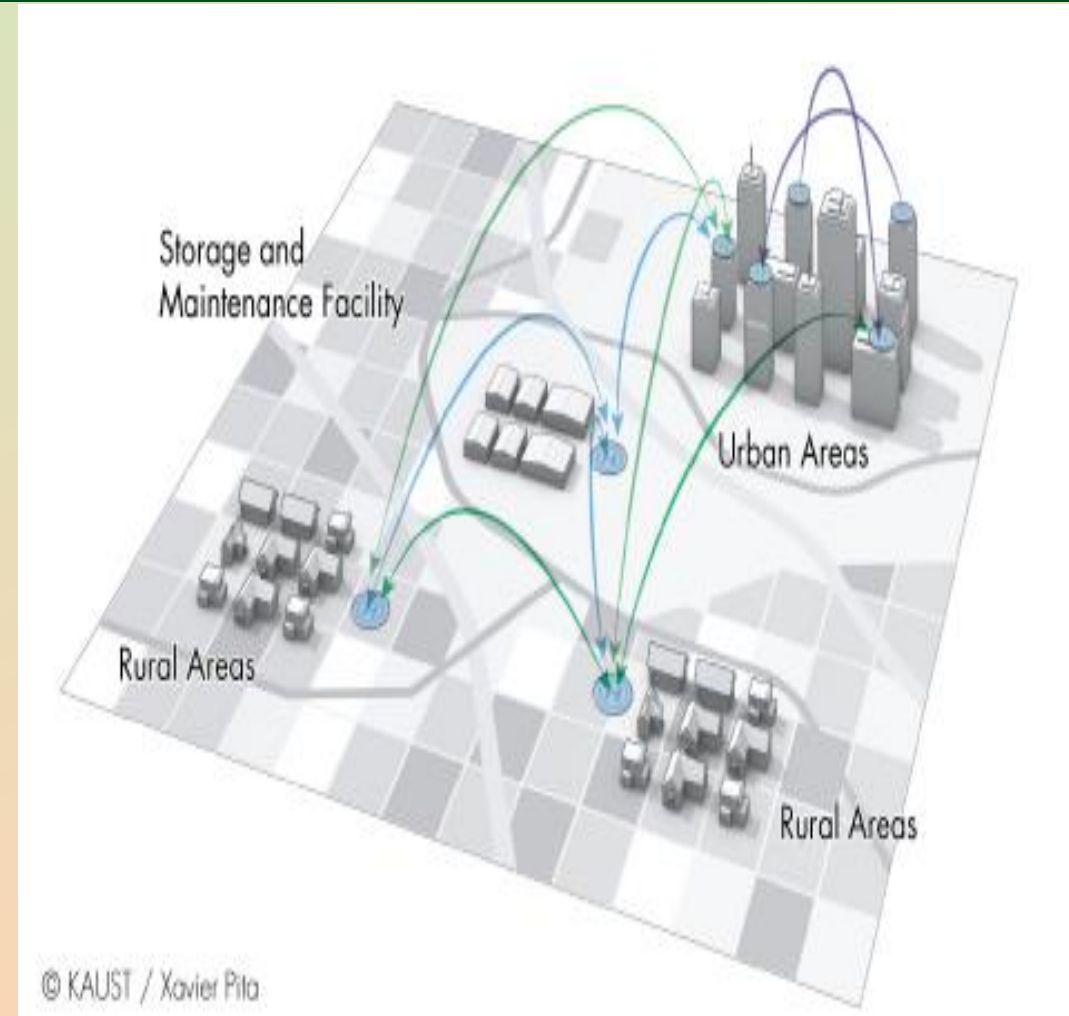 Storage and
Maintenance Facility
Urban Areas
Rural Areas
Rural Areas
© KAUST / Xavier Pita